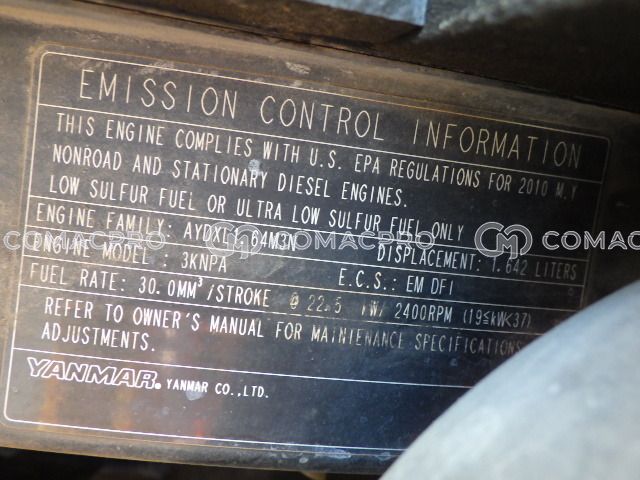 EMISSION CONTROL INFORMATION
THIS ENGINE COMPLIES WITH U.S. EPA REGULATIONS FOR 2010 M.Y
NONROAD AND STATIONARY DIESEL ENGINES.
LOW SULFUR FUEL OR ULTRA LOW SULFUR FUEL ONLY
ENGINE FAMILY: AYDXL1.64M3N DISPLACEMENT: 1.642 LITERS
ENGINE MODEL : 3KNPA E.C.S.: EM DFI
FUEL RATE: 30.0MM³/STROKE @ 22.5 kW/ 2400RPM (19≤kW<37)
REFER TO OWNER'S MANUAL FOR MAINTENANCE SPECIFICATIONS
ADJUSTMENTS.
YANMAR. YANMAR CO.,LTD.
COMACPRO COMACPRO COMACPRO